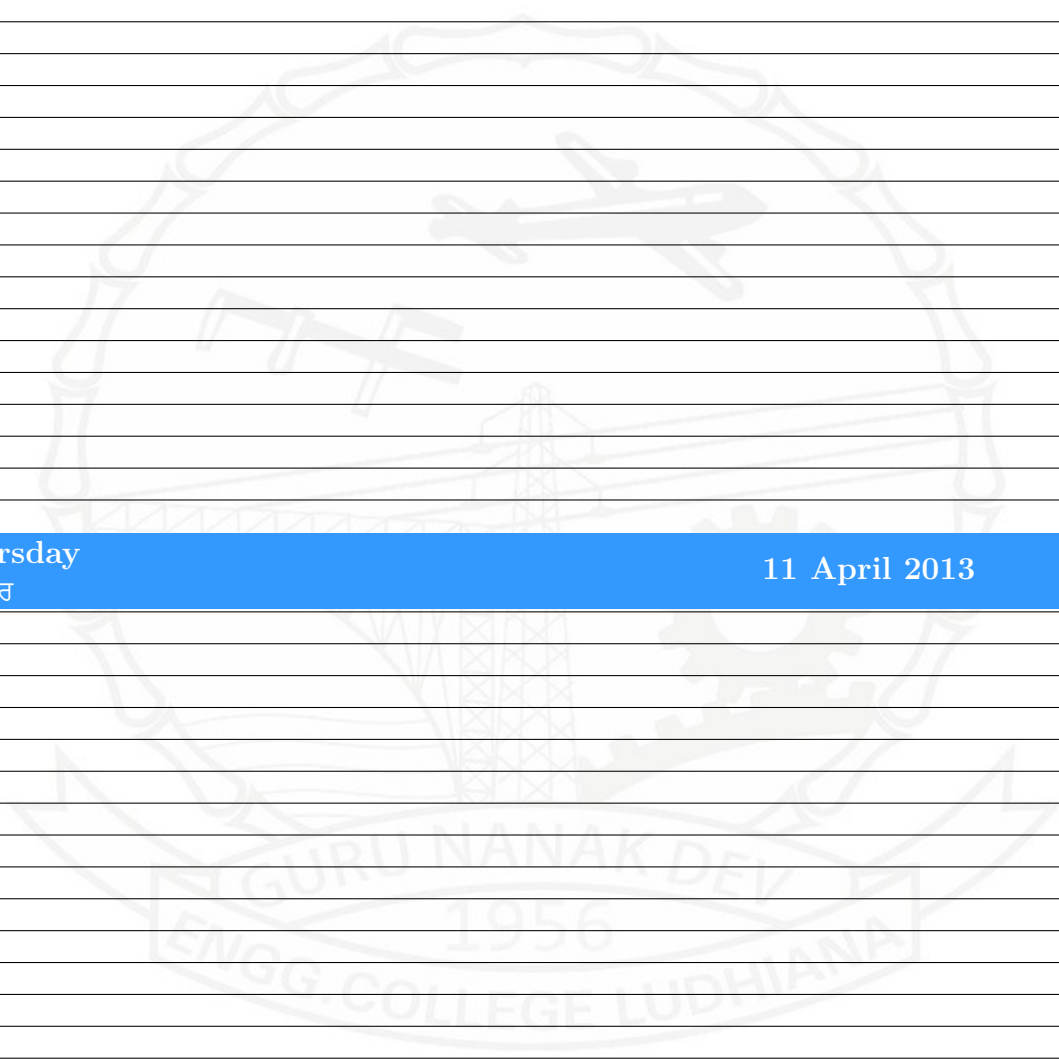 rsday
ਰ
11 April 2013
GURU NANAK DEV
1956
ENGG.COLLEGE LUDHIANA